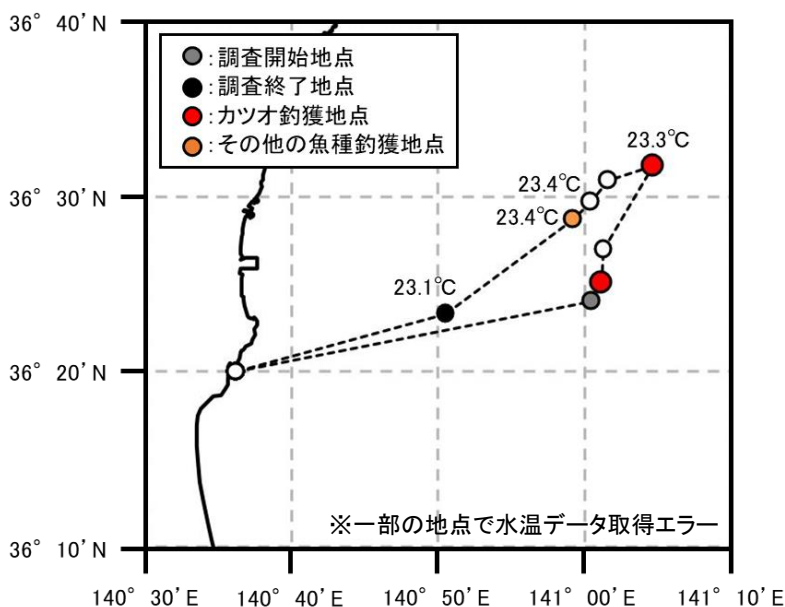 36° 40'N
:調査開始地点
:調査終了地点
:カツオ釣獲地点
:その他の魚種釣獲地点
23.3℃
36° 30'N
23.4℃
23.4℃
23.1℃
36° 20'N
※一部の地点で水温データ取得エラー
36° 10'N
140° 30'E 140° 40'E 140° 50'E 141° 00'E 141° 10'E